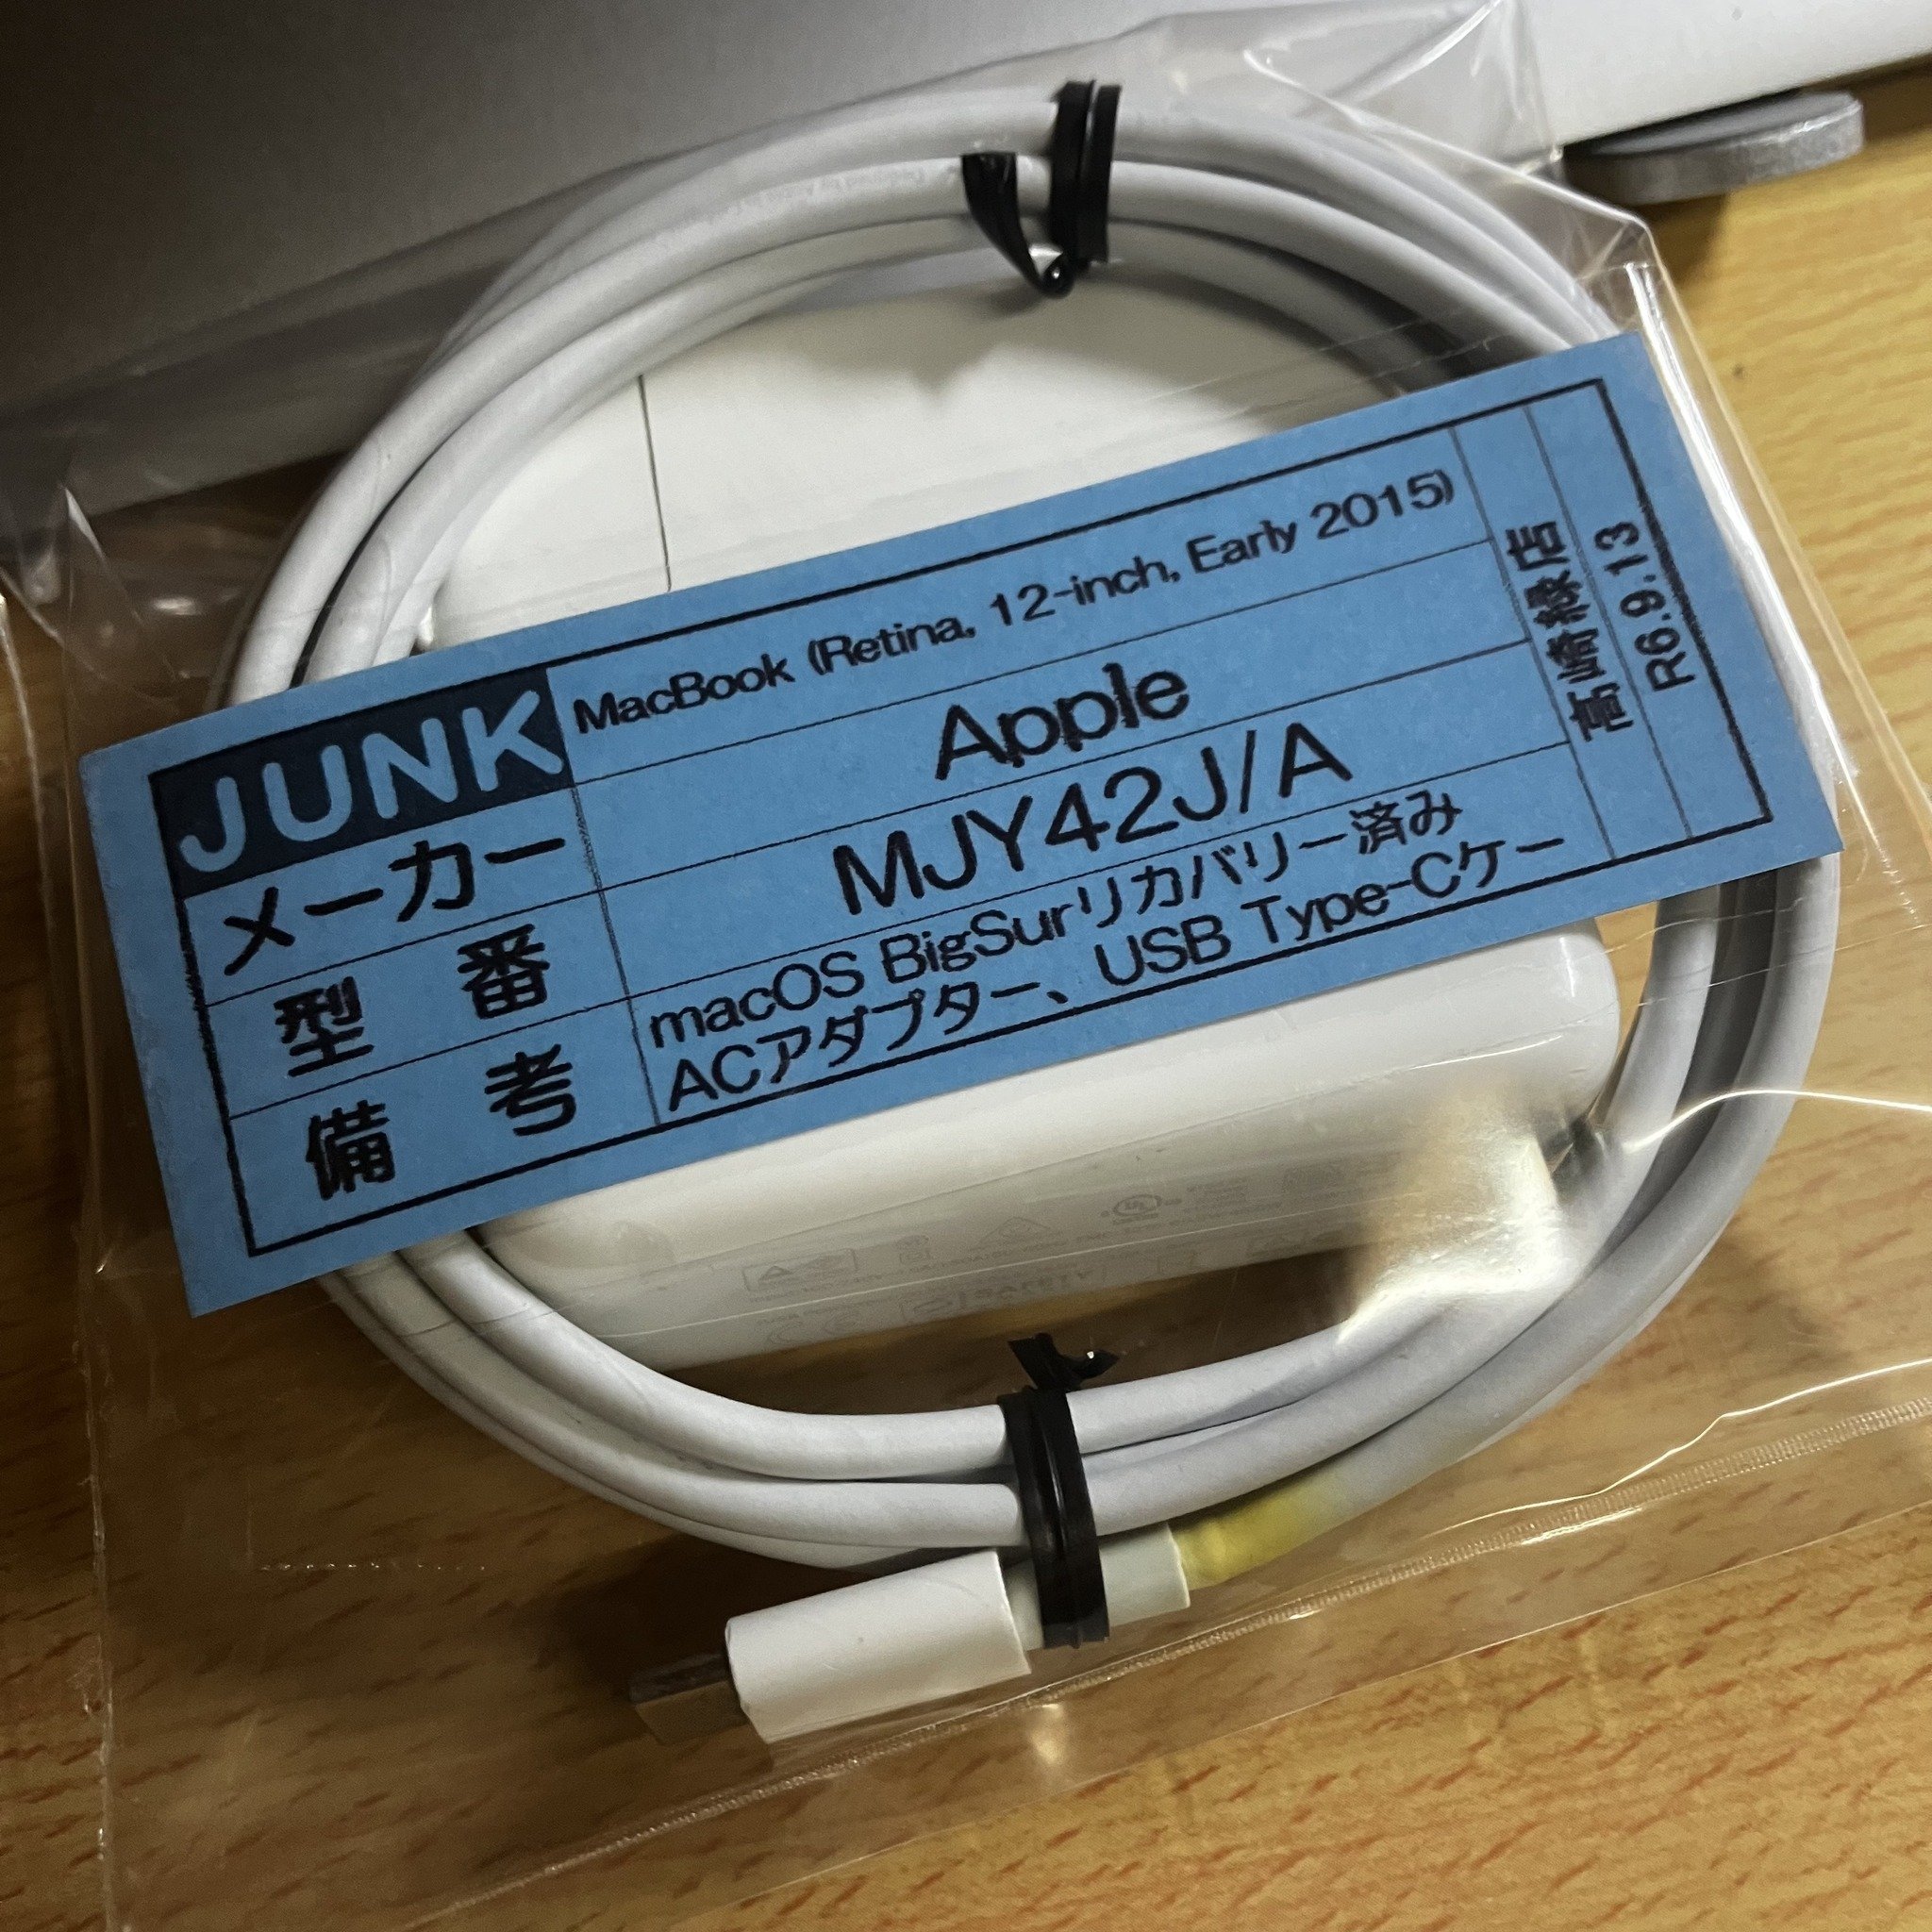 JUNK MacBook (Retina, 12-inch, Early 2015)
メーカー Apple
型番 MJY42J/A
備考 macOS BigSurリカバリー済み
ACアダプター、USB Type-Cケー
高崎緑店
R6.9.13